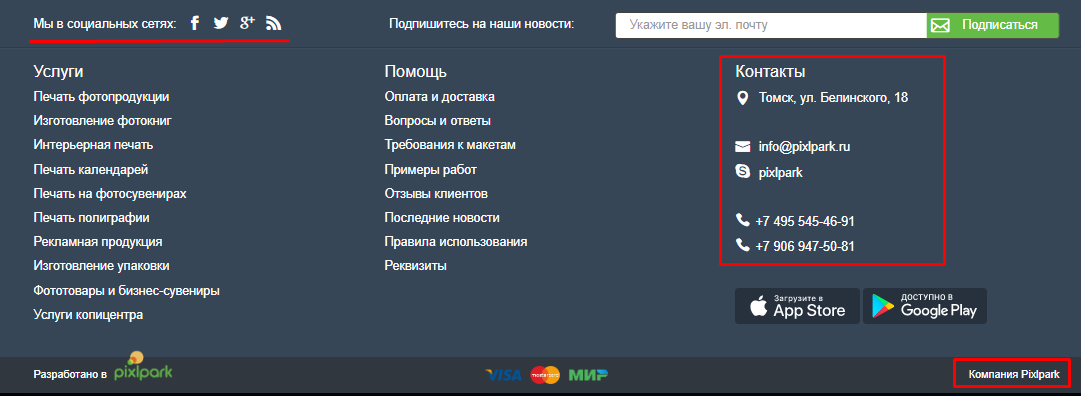 Мы в социальных сетях:
Подпишитесь на наши новости:
Укажите вашу эл. почту
Подписаться
Услуги
Печать фотопродукции
Изготовление фотокниг
Интерьерная печать
Печать календарей
Печать на фотосувенирах
Печать полиграфии
Рекламная продукция
Изготовление упаковки
Фототовары и бизнес-сувениры
Услуги копицентра
Помощь
Оплата и доставка
Вопросы и ответы
Требования к макетам
Примеры работ
Отзывы клиентов
Последние новости
Правила использования
Реквизиты
Контакты
Томск, ул. Белинского, 18
info@pixlpark.ru
pixlpark
+7 495 545-46-91
+7 906 947-50-81
Загрузите в
App Store
ДОСТУПНО В
Google Play
Разработано в pixlpark
VISA mastercard МИР
Компания Pixlpark